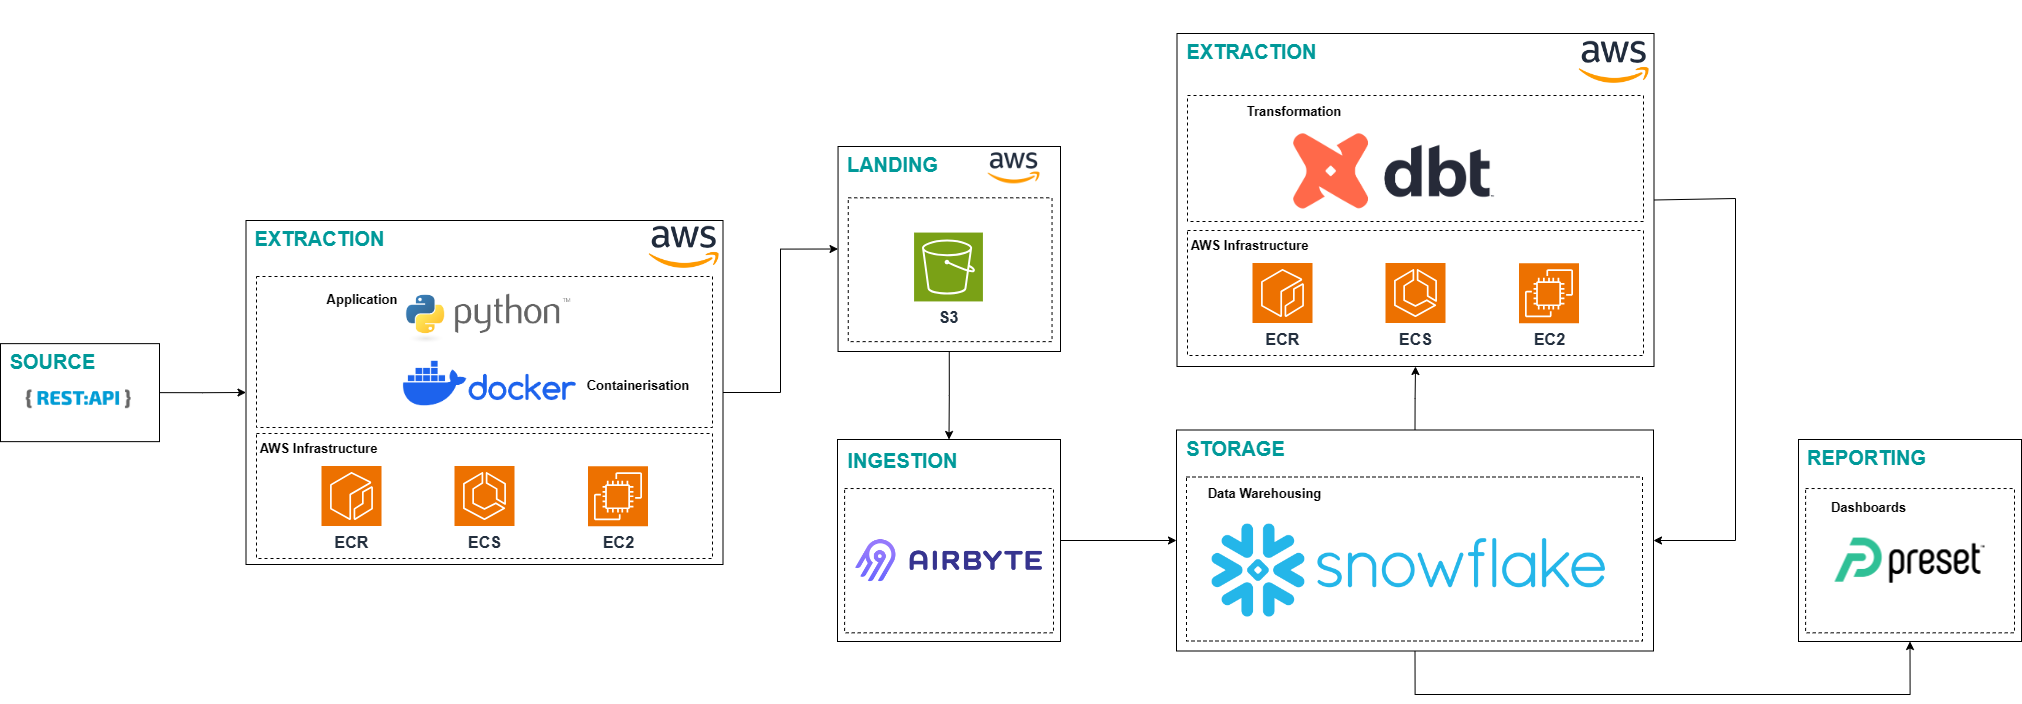 SOURCE
{ REST:API }
EXTRACTION
aws
Application
python™
docker
Containerisation
AWS Infrastructure
ECR
ECS
EC2
LANDING
aws
S3
INGESTION
AIRBYTE
EXTRACTION
aws
Transformation
dbt
AWS Infrastructure
ECR
ECS
EC2
STORAGE
Data Warehousing
snowflake
REPORTING
Dashboards
preset